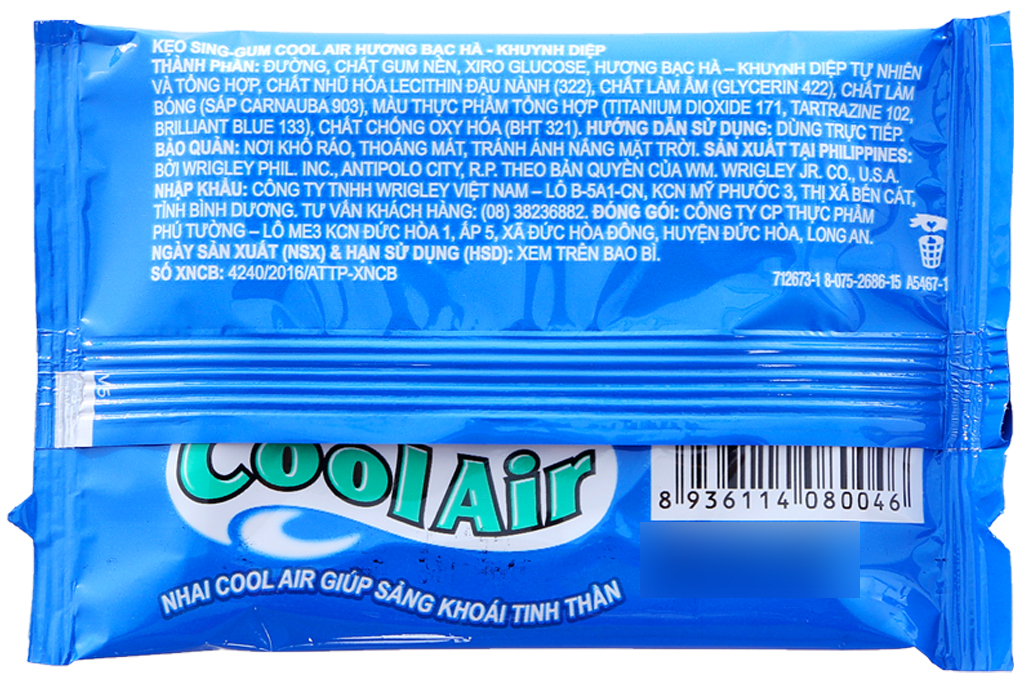 KẸO SING-GUM COOL AIR HƯƠNG BẠC HÀ - KHUYNH DIỆP
THÀNH PHẦN: ĐƯỜNG, CHẤT GUM NỀN, XIRO GLUCOSE, HƯƠNG BẠC HÀ – KHUYNH DIỆP TỰ NHIÊN
VÀ TỔNG HỢP, CHẤT NHŨ HÓA LECITHIN ĐẬU NÀNH (322), CHẤT LÀM ẨM (GLYCERIN 422), CHẤT LÀM
BÓNG (SÁP CARNAUBA 903), MÀU THỰC PHẨM TỔNG HỢP (TITANIUM DIOXIDE 171, TARTRAZINE 102,
BRILLIANT BLUE 133), CHẤT CHỐNG OXY HÓA (BHT 321). HƯỚNG DẪN SỬ DỤNG: DÙNG TRỰC TIẾP.
BẢO QUẢN: NƠI KHÔ RÁO, THOÁNG MÁT, TRÁNH ÁNH NẮNG MẶT TRỜI. SẢN XUẤT TẠI PHILIPPINES:
BỞI WRIGLEY PHIL. INC., ANTIPOLO CITY, R.P. THEO BẢN QUYỀN CỦA WM. WRIGLEY JR. CO., U.S.A.
NHẬP KHẨU: CÔNG TY TNHH WRIGLEY VIỆT NAM – LÔ B-5A1-CN, KCN MỸ PHƯỚC 3, THỊ XÃ BẾN CÁT,
TỈNH BÌNH DƯƠNG. TƯ VẤN KHÁCH HÀNG: (08) 38236882. ĐÓNG GÓI: CÔNG TY CP THỰC PHẨM
PHÚ TƯỜNG – LÔ ME3 KCN ĐỨC HÒA 1, ẤP 5, XÃ ĐỨC HÒA ĐÔNG, HUYỆN ĐỨC HÒA, LONG AN.
NGÀY SẢN XUẤT (NSX) & HẠN SỬ DỤNG (HSD): XEM TRÊN BAO BÌ.
SỐ XNCB: 4240/2016/ATTP-XNCB
712673-1 8-075-2686-15 A5467-1
M5
Cool Air
8 936114 080046
NHAI COOL AIR GIÚP SẢNG KHOÁI TINH THẦN